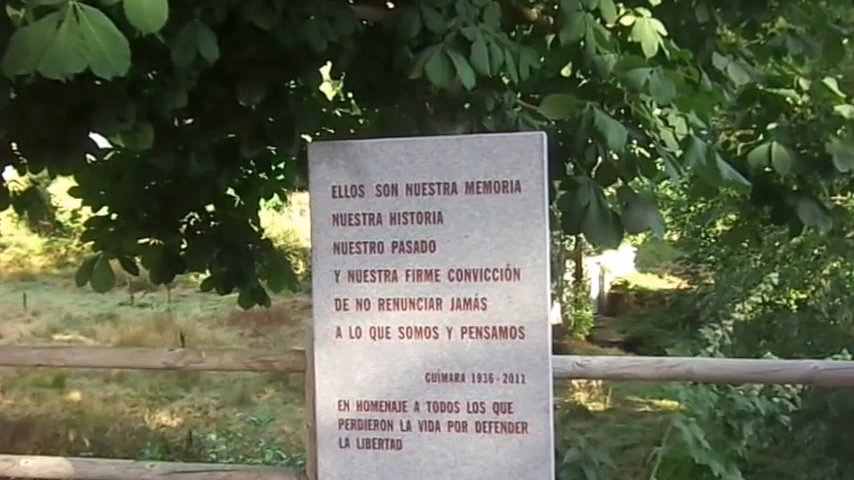 ELLOS SON NUESTRA MEMORIA
NUESTRA HISTORIA
NUESTRO PASADO
Y NUESTRA FIRME CONVICCIÓN
DE NO RENUNCIAR JAMÁS
A LO QUE SOMOS Y PENSAMOS
GUÍMARA 1936 - 2011
EN HOMENAJE A TODOS LOS QUE
PERDIERON LA VIDA POR DEFENDER
LA LIBERTAD